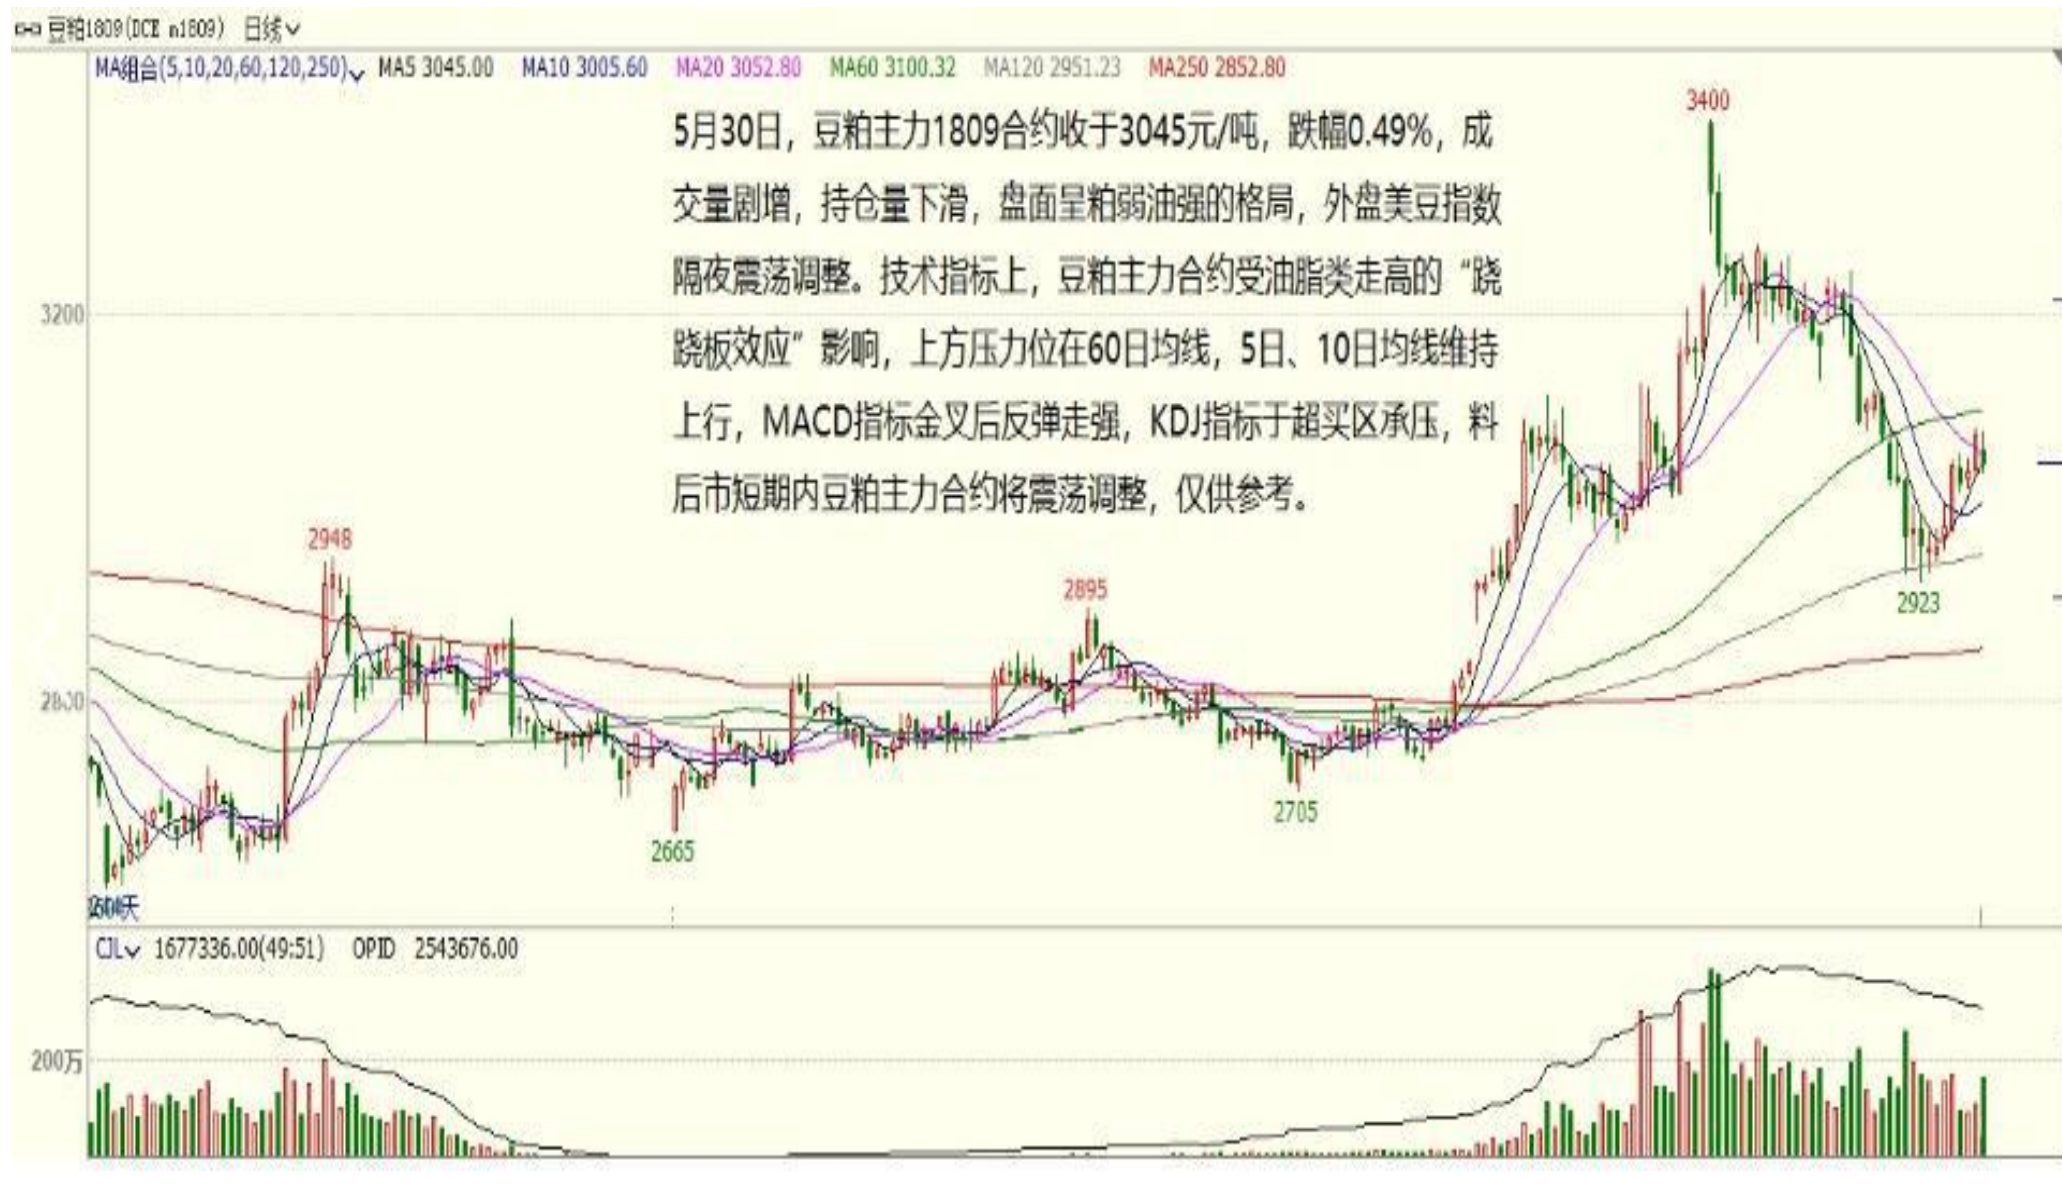 豆粕1809(DCE m1809) 日线
MA组合(5,10,20,60,120,250) MA5 3045.00 MA10 3005.60 MA20 3052.80 MA60 3100.32 MA120 2951.23 MA250 2852.80
3400
5月30日，豆粕主力1809合约收于3045元/吨，跌幅0.49%，成
交量剧增，持仓量下滑，盘面呈粕弱油强的格局，外盘美豆指数
隔夜震荡调整。技术指标上，豆粕主力合约受油脂类走高的“跷
跷板效应”影响，上方压力位在60日均线，5日、10日均线维持
上行，MACD指标金叉后反弹走强，KDJ指标于超买区承压，料
后市短期内豆粕主力合约将震荡调整，仅供参考。
3200
2948
2895
2923
2800
2705
2665
CJL 1677336.00(49:51) OPID 2543676.00
200万